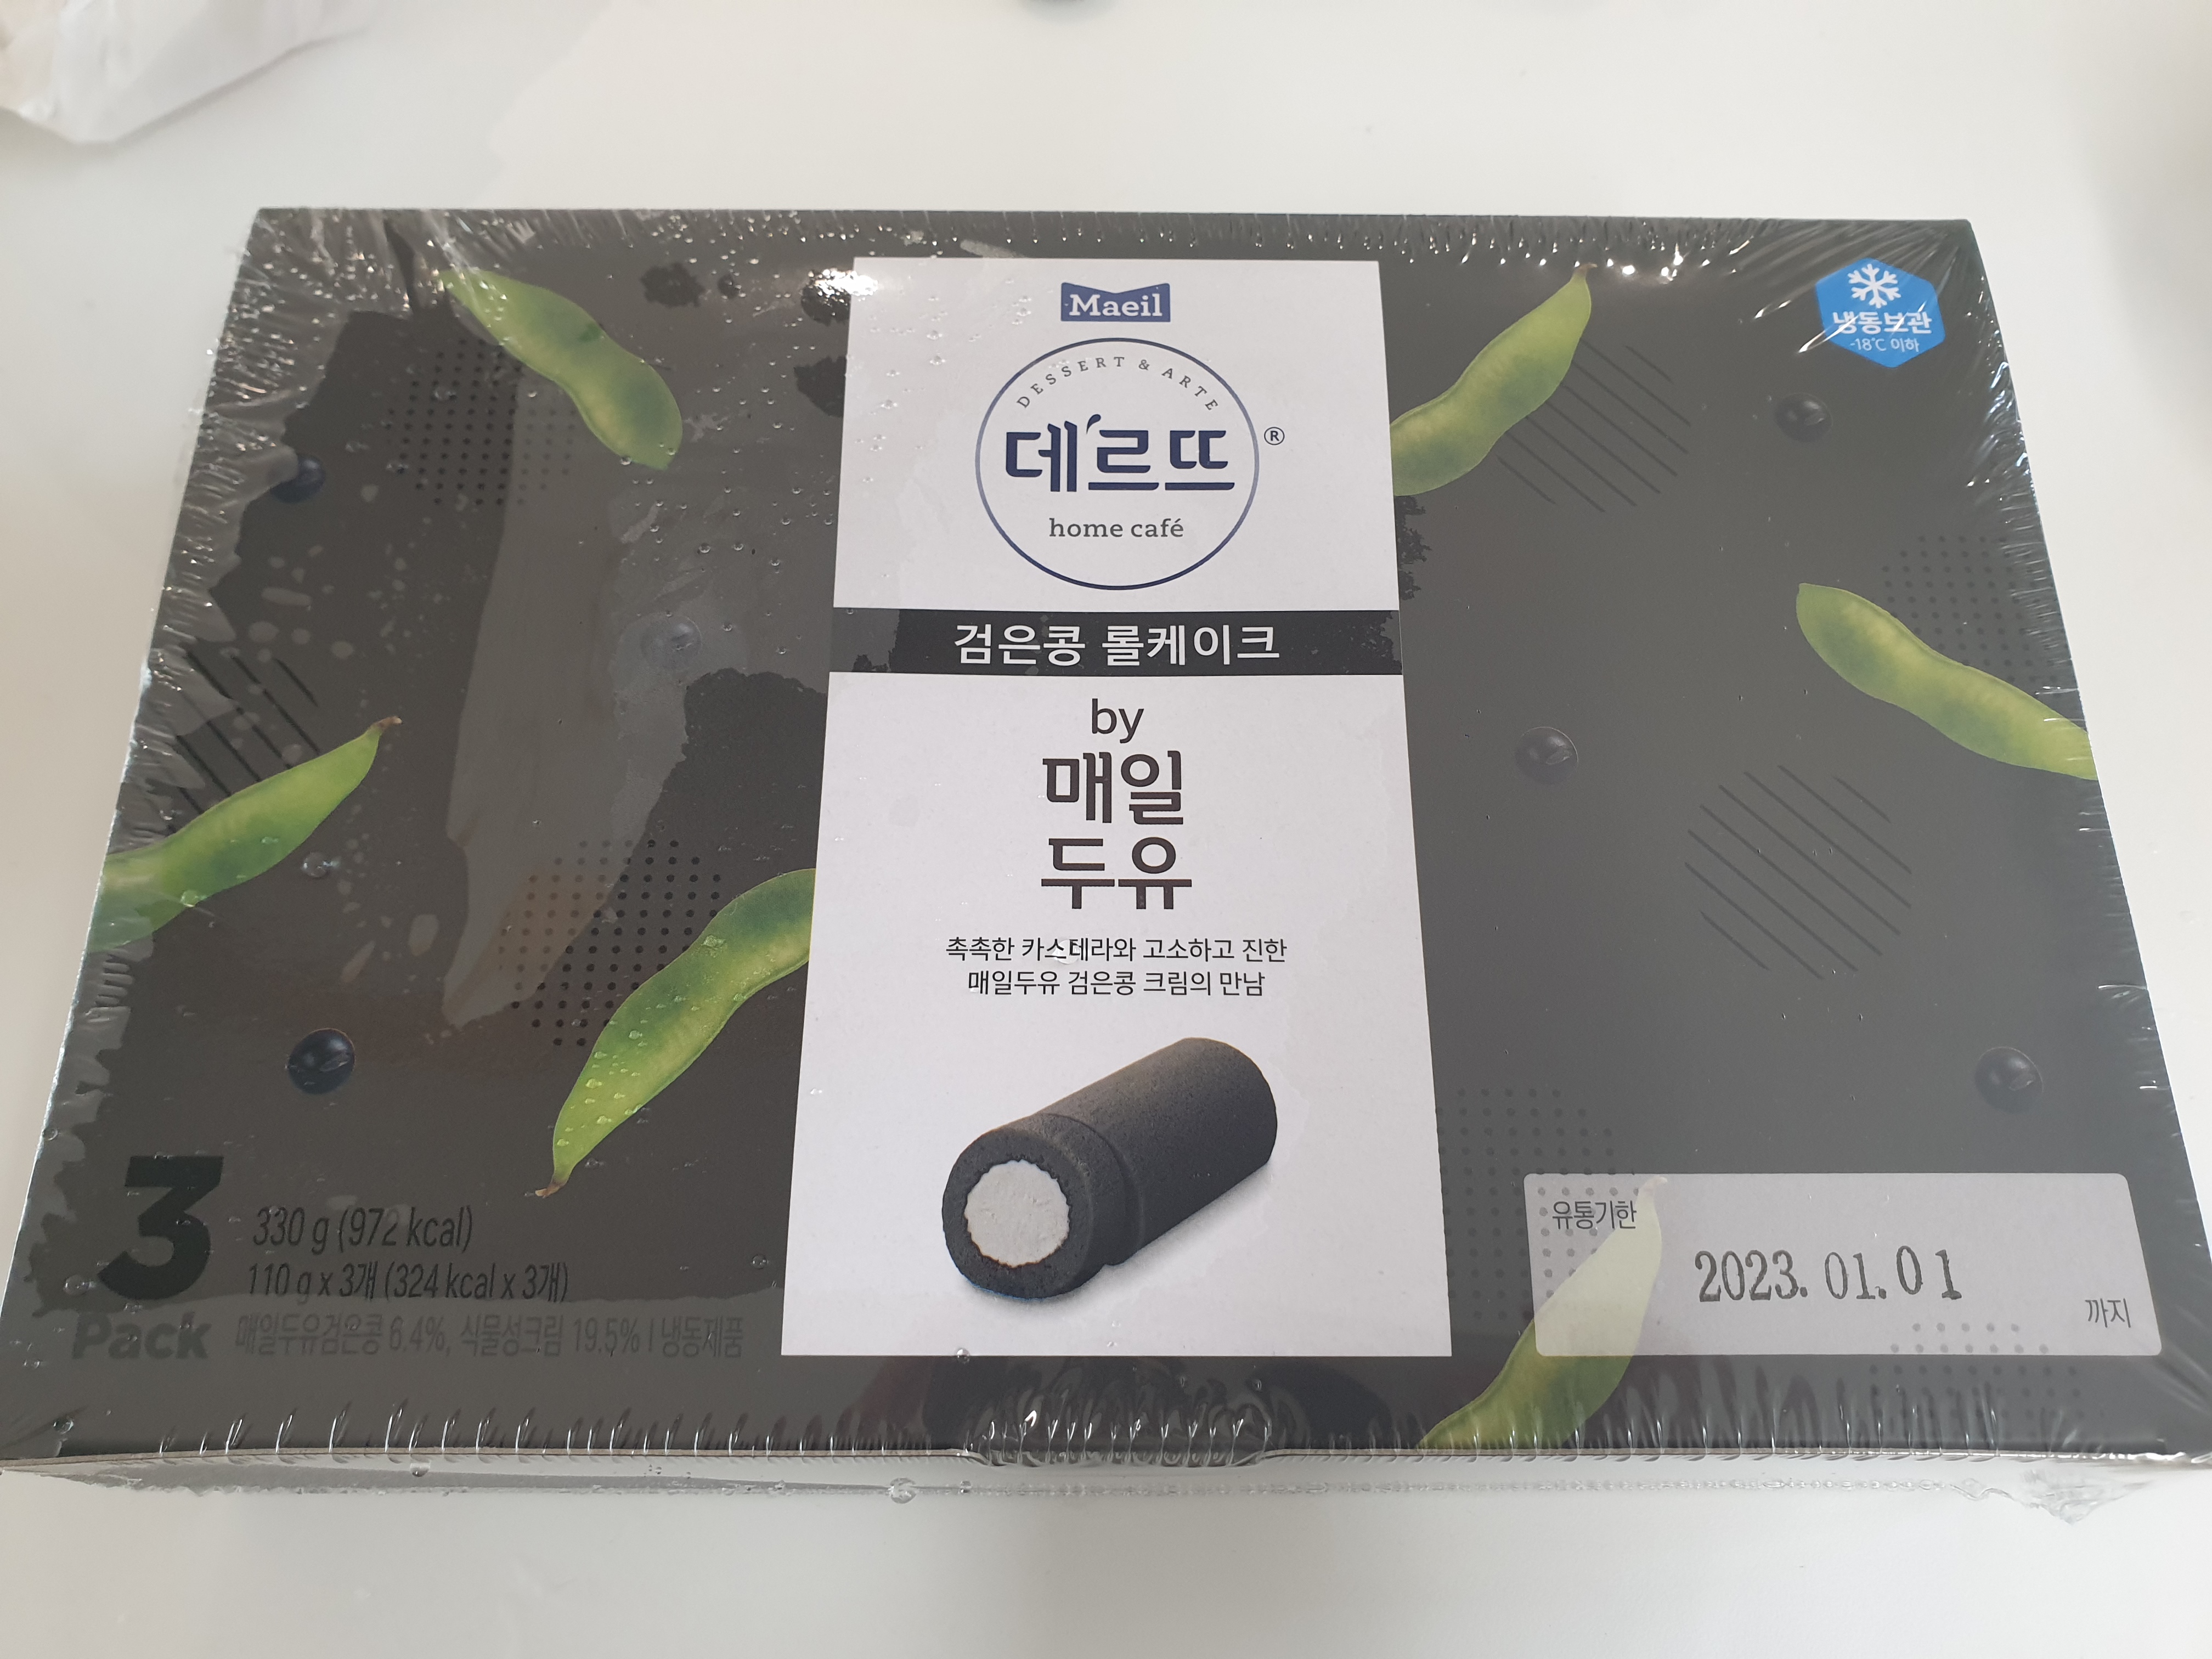 Maeil
DESSERT & ARTE
데르뜨 ®
home café
냉동보관
-18°C 이하
검은콩 롤케이크
by
매일
두유
촉촉한 카스테라와 고소하고 진한
매일두유 검은콩 크림의 만남
3
Pack
330 g (972 kcal)
110 g x 3개 (324 kcal x 3개)
매일두유검은콩 6.4%, 식물성크림 19.5% I 냉동제품
유통기한
2023. 01. 01
까지